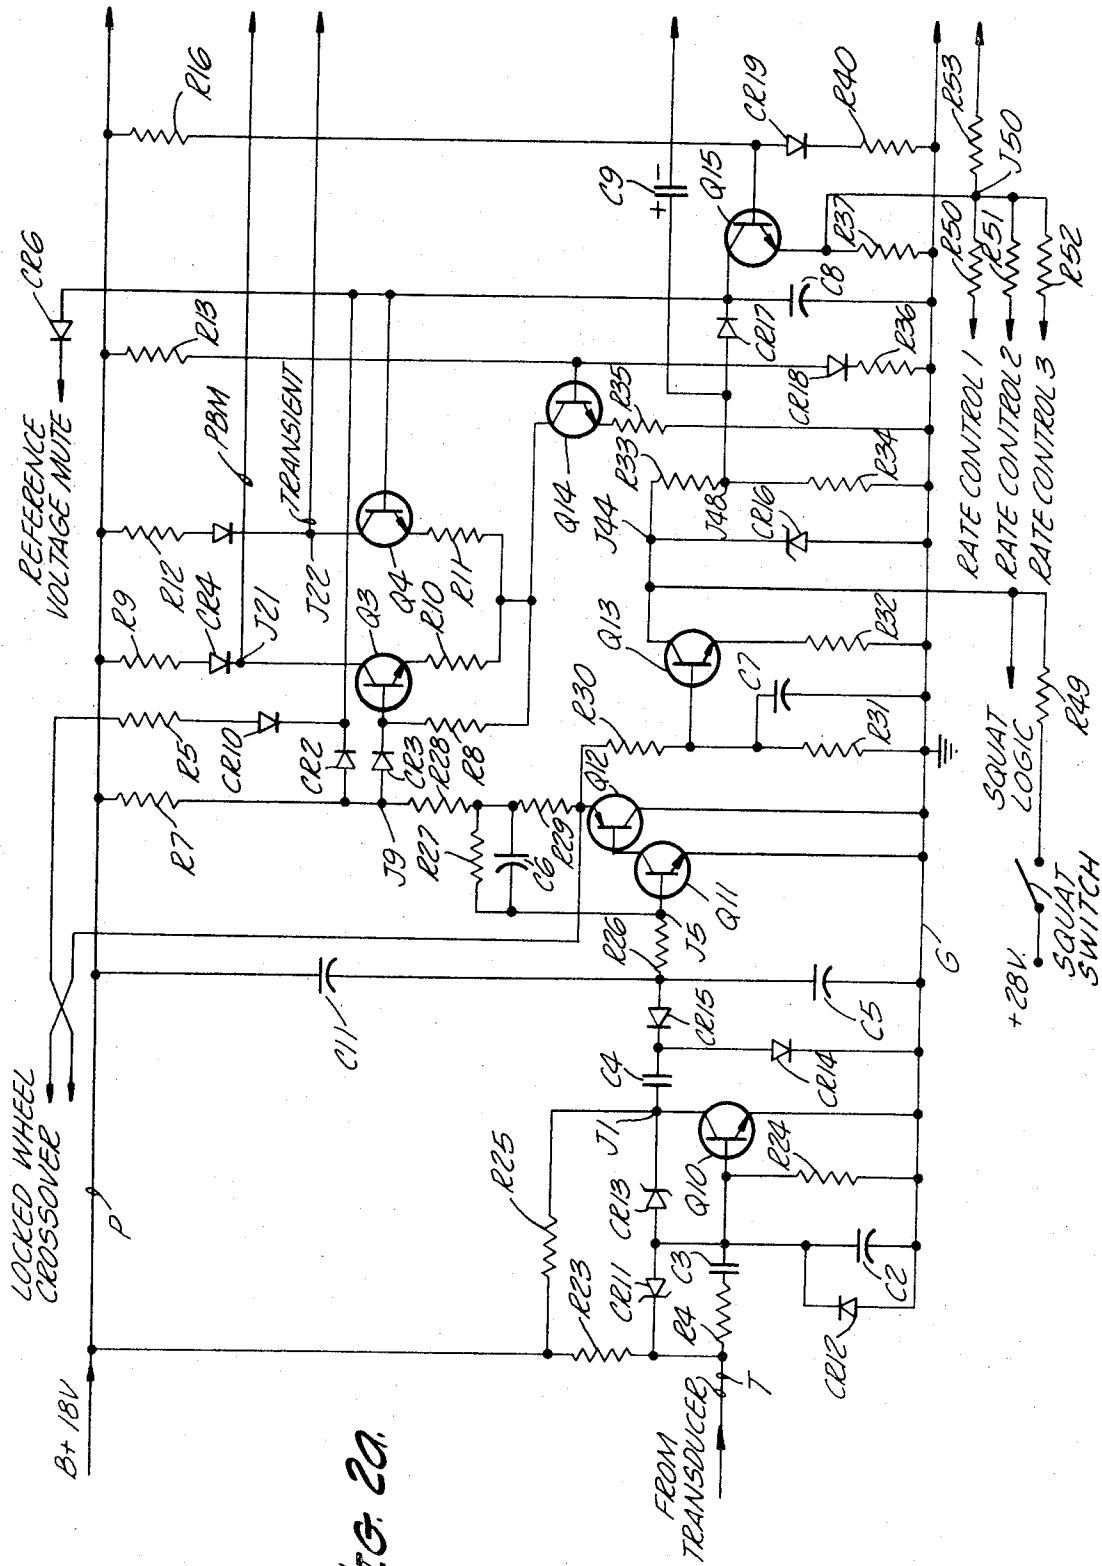 B+ 18V
P
LOCKED WHEEL
CROSSOVER
REFERENCE
VOLTAGE MUTE
CR6
R7
R5
CR10
R9
CR4
J21
R12
J22
PBM
TRANSIENT
R13
R16
CR2
CR3
Q3
Q4
R10
R11
J9
R28
R8
R27
C6
R29
Q12
Q11
R30
Q14
R35
J44
R33
J48
CR17
C9
+
-
Q15
CR19
R40
C11
R25
R26
J5
Q13
C7
R31
R32
CR16
R34
CR18
R36
C8
R37
R23
CR11
CR13
J1
C4
CR15
C5
CR14
Q10
R24
C3
R4
T
C2
CR12
FROM
TRANSDUCER
G
R50
R51
R52
R53
J50
RATE CONTROL 1
RATE CONTROL 2
RATE CONTROL 3
SQUAT
LOGIC
R49
+28V.
SQUAT
SWITCH
FIG. 2a.